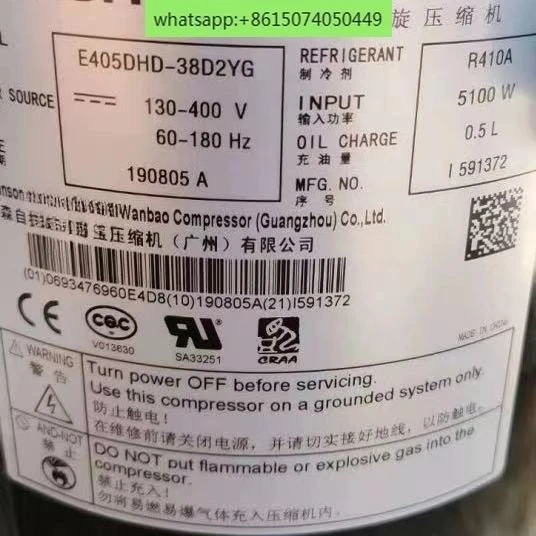 whatsapp:+8615074050449
旋压缩机
E405DHD-38D2YG
REFRIGERANT
制冷剂
R410A
SOURCE
130-400 V
INPUT
输入功率
5100 W
60-180 Hz
OIL CHARGE
充油量
0.5 L
190805 A
MFG. NO.
序号
I 591372
Wanbao Compressor (Guangzhou) Co.,Ltd.
压缩机（广州）有限公司
(01)0693476960E4D8(10)190805A(21)I591372
CE
CQC
V013630
SA33251
CRAA
MADE IN CHINA
WARNING
警告
Turn power OFF before servicing.
Use this compressor on a grounded system only.
防止触电！
在维修前请关闭电源，并请切实接好地线，以防触电。
禁止
DO NOT put flammable or explosive gas into the
compressor.
禁止充入！
勿将易燃易爆气体充入压缩机内。